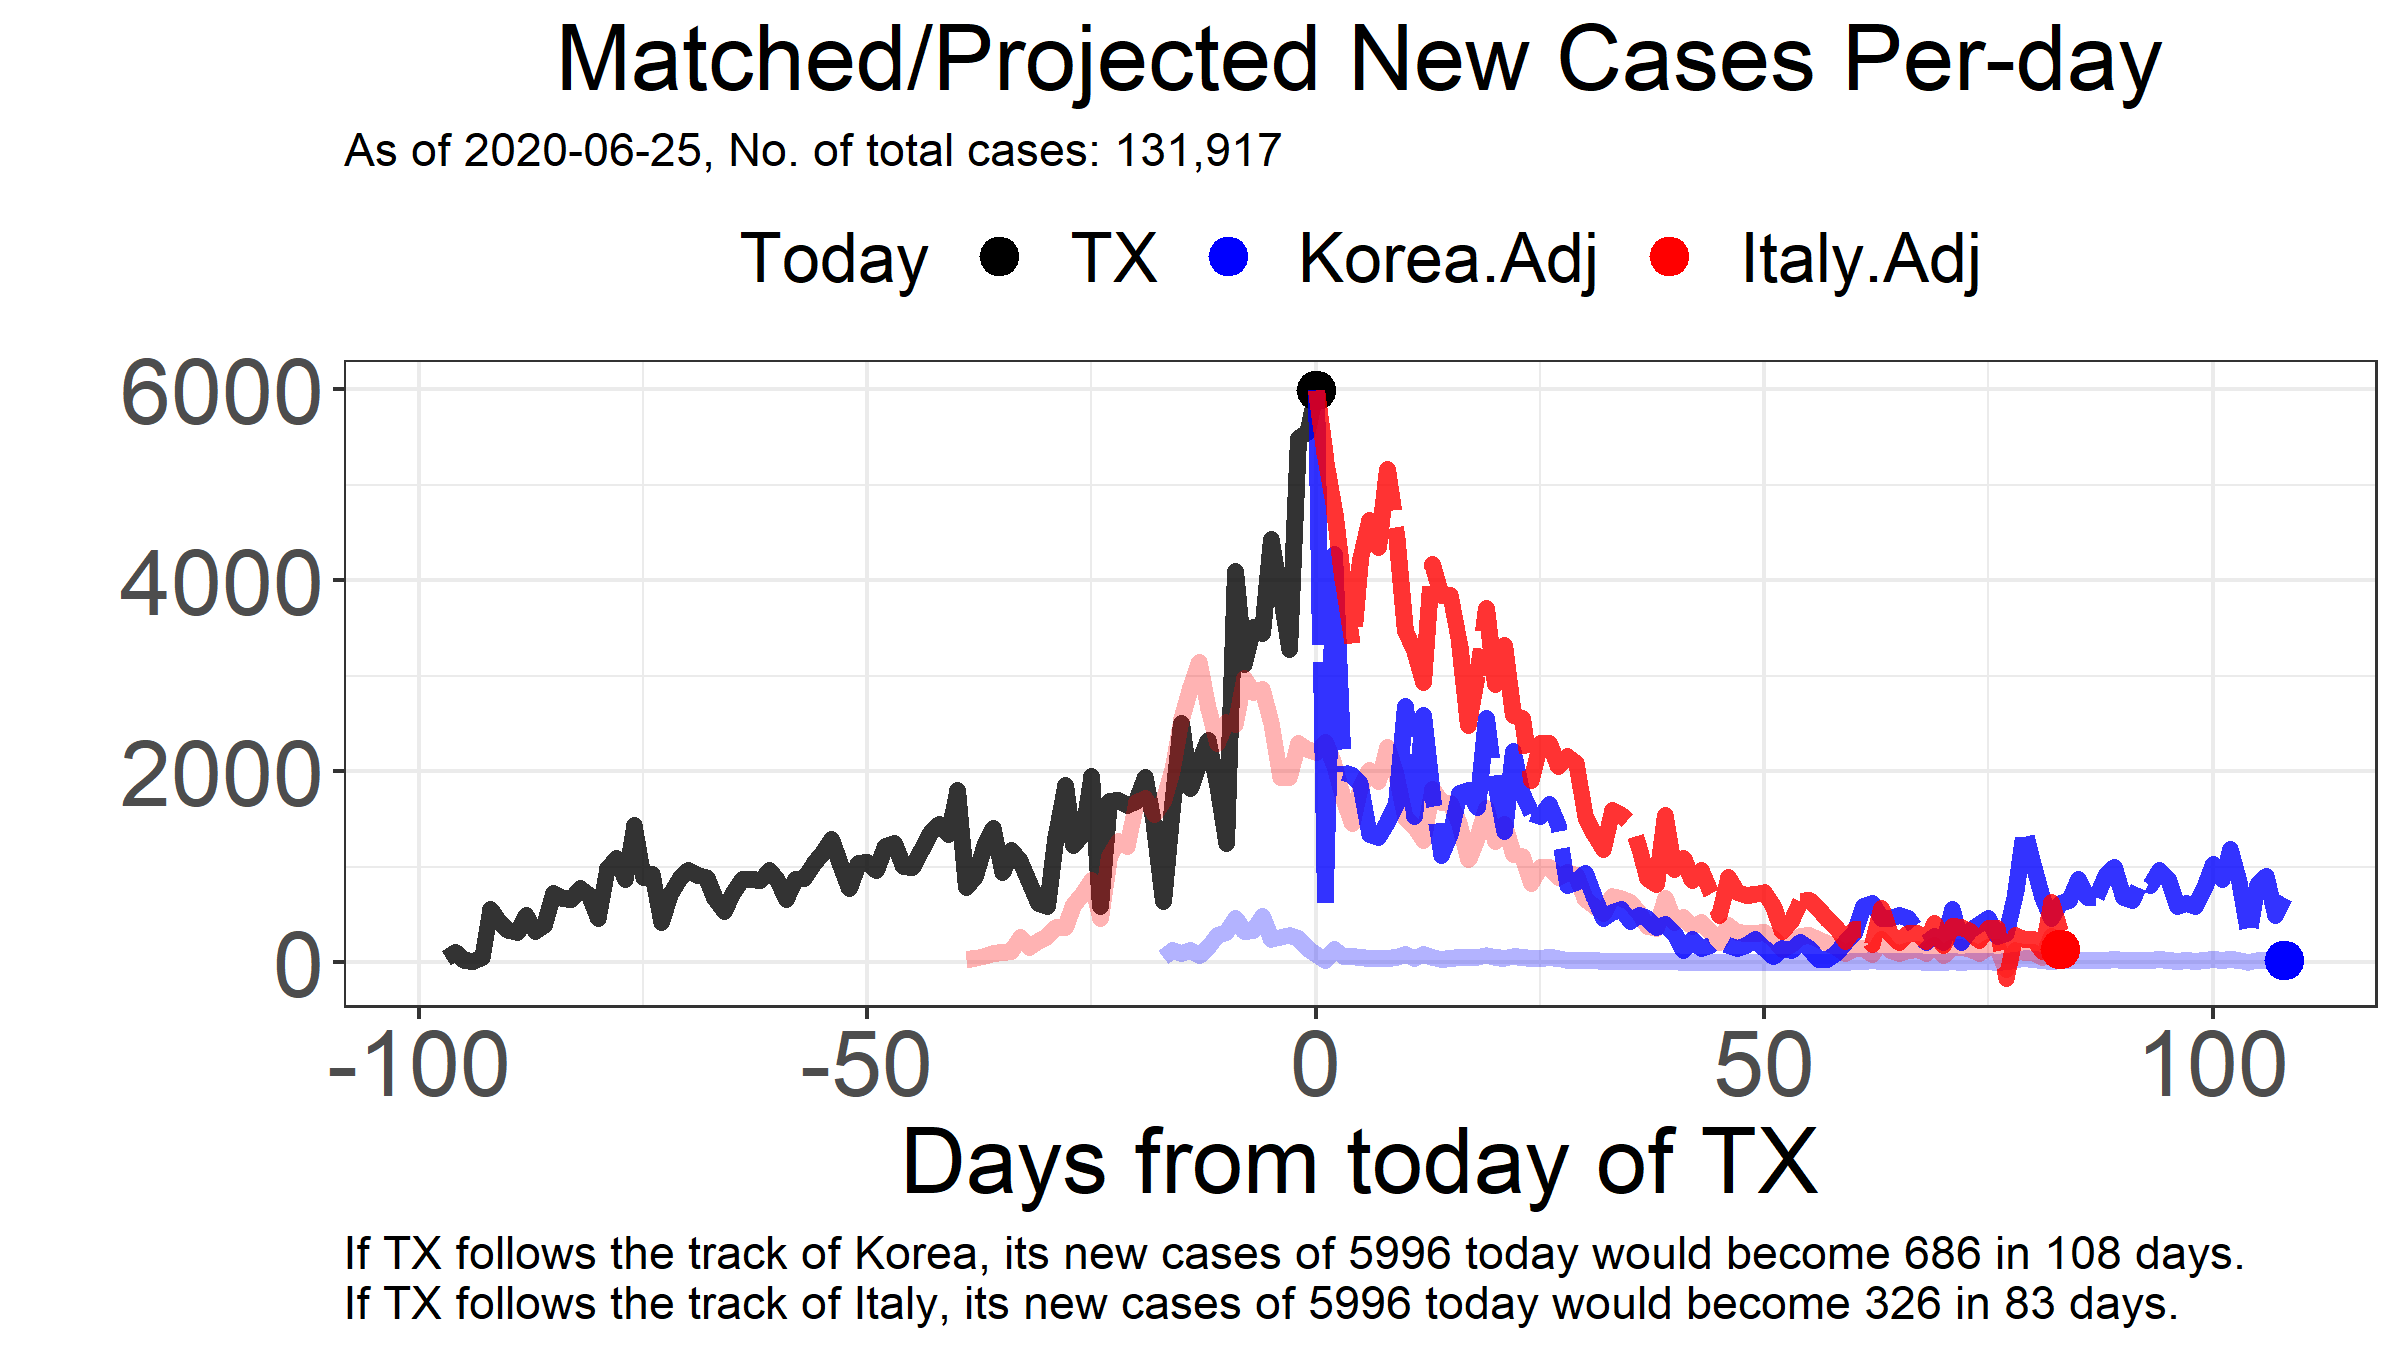 Matched/Projected New Cases Per-day
As of 2020-06-25, No. of total cases: 131,917
Today TX Korea.Adj Italy.Adj
6000
4000
2000
0
-100 -50 0 50 100
Days from today of TX
If TX follows the track of Korea, its new cases of 5996 today would become 686 in 108 days.
If TX follows the track of Italy, its new cases of 5996 today would become 326 in 83 days.